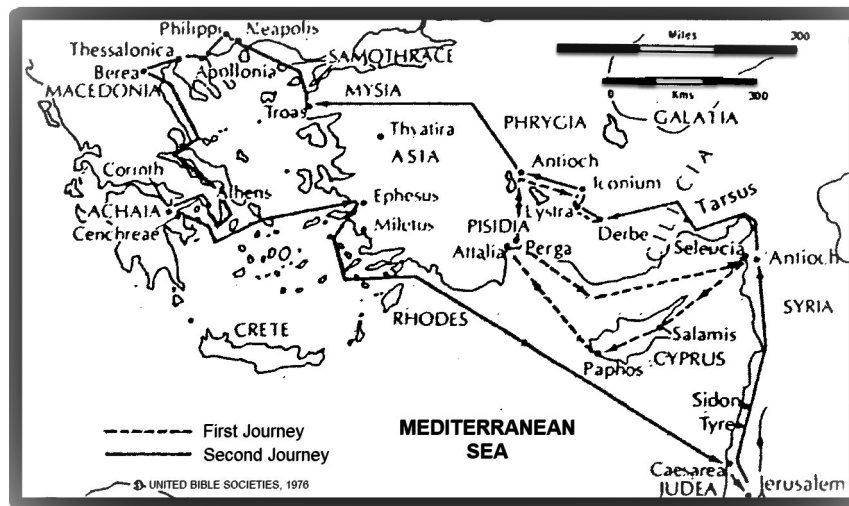 Philippi
Neapolis
Miles
300
Thessalonica
SAMOTHRACE
Berea
Apollonia
MACEDONIA
MYSIA
0
Kms
300
Troas
PHRYGIA
GALATIA
Thyatira
ASIA
Antioch
Corinth
Iconium
CILICIA
Athens
Ephesus
Lystra
Tarsus
ACHAIA
PISIDIA
Derbe
Cenchreae
Miletus
Attalia
Perga
Seleucia
Antioch
RHODES
SYRIA
CRETE
Salamis
CYPRUS
Paphos
Sidon
Tyre
First Journey
MEDITERRANEAN
SEA
Second Journey
Caesarea
JUDEA
Jerusalem
UNITED BIBLE SOCIETIES, 1976